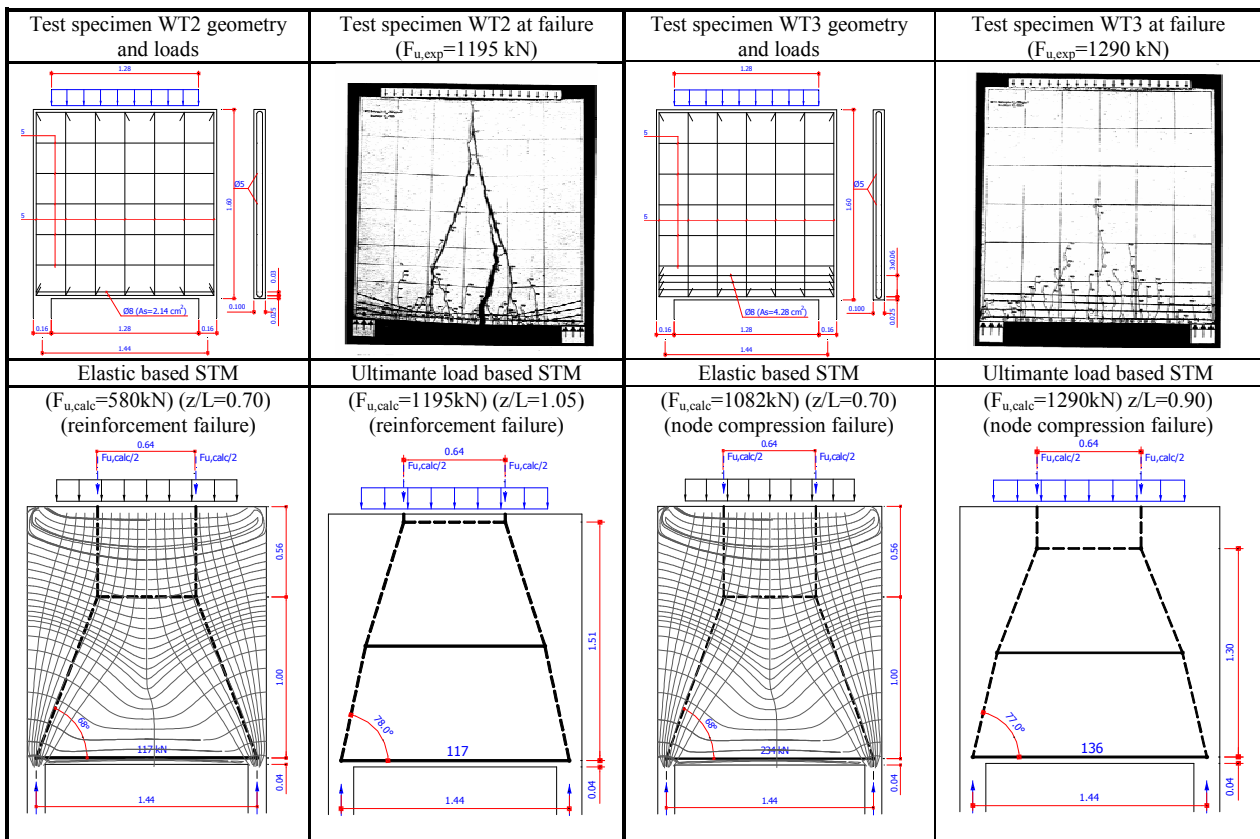 Test specimen WT2 geometry
and loads
Test specimen WT2 at failure
(Fu,exp=1195 kN)
Test specimen WT3 geometry
and loads
Test specimen WT3 at failure
(Fu,exp=1290 kN)
1.28
5
5
Ø5
1.60
0.03
0.025
0.100
Ø8 (As=2.14 cm²)
0.16
1.28
0.16
1.44
1.28
5
5
Ø5
1.60
3x0.06
0.025
0.100
Ø8 (As=4.28 cm²)
0.16
1.28
0.16
1.44
Elastic based STM
Ultimante load based STM
Elastic based STM
Ultimante load based STM
(Fu,calc=580kN) (z/L=0.70)
(reinforcement failure)
(Fu,calc=1195kN) (z/L=1.05)
(reinforcement failure)
(Fu,calc=1082kN) (z/L=0.70)
(node compression failure)
(Fu,calc=1290kN) z/L=0.90)
(node compression failure)
0.64
Fu,calc/2
Fu,calc/2
0.56
1.00
68º
117 kN
0.04
1.44
0.64
Fu,calc/2
Fu,calc/2
1.51
78.0º
117
0.04
1.44
0.64
Fu,calc/2
Fu,calc/2
0.56
1.00
68º
234 kN
0.04
1.44
0.64
Fu,calc/2
Fu,calc/2
1.30
77.0º
136
0.04
1.44